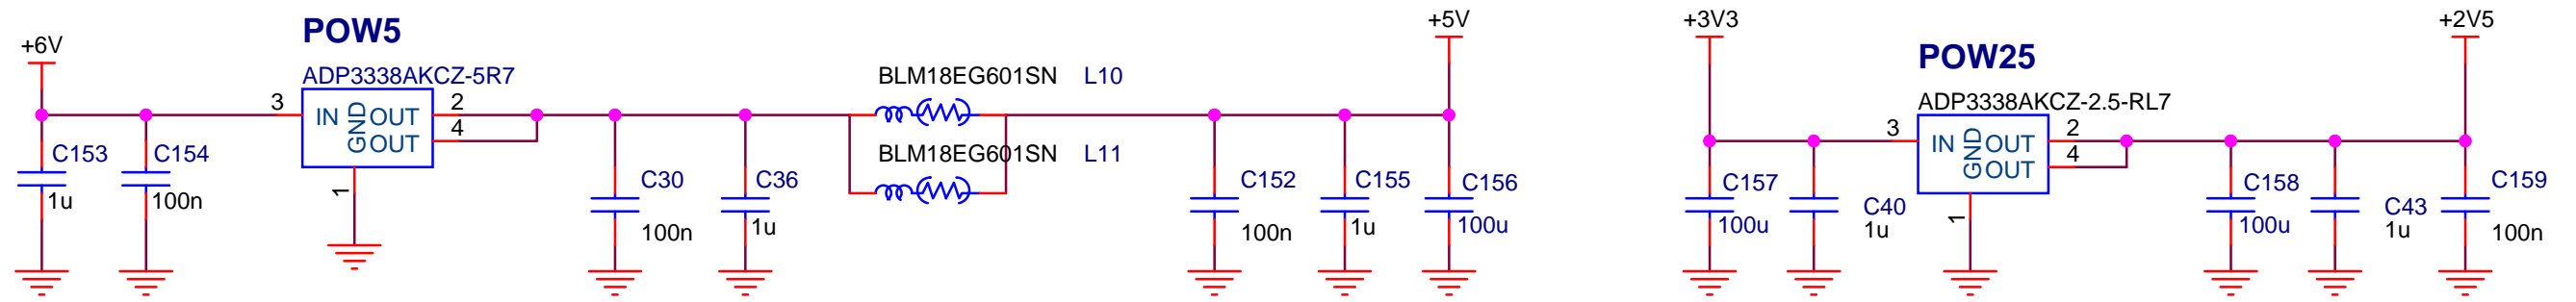 POW5
+6V
ADP3338AKCZ-5R7
3
IN
GND
OUT
OUT
2
4
1
C153
1u
C154
100n
C30
100n
C36
1u
BLM18EG601SN L10
BLM18EG601SN L11
+5V
C152
100n
C155
1u
C156
100u
+3V3
POW25
ADP3338AKCZ-2.5-RL7
3
IN
GND
OUT
OUT
2
4
1
C157
100u
C40
1u
+2V5
C158
100u
C43
1u
C159
100n